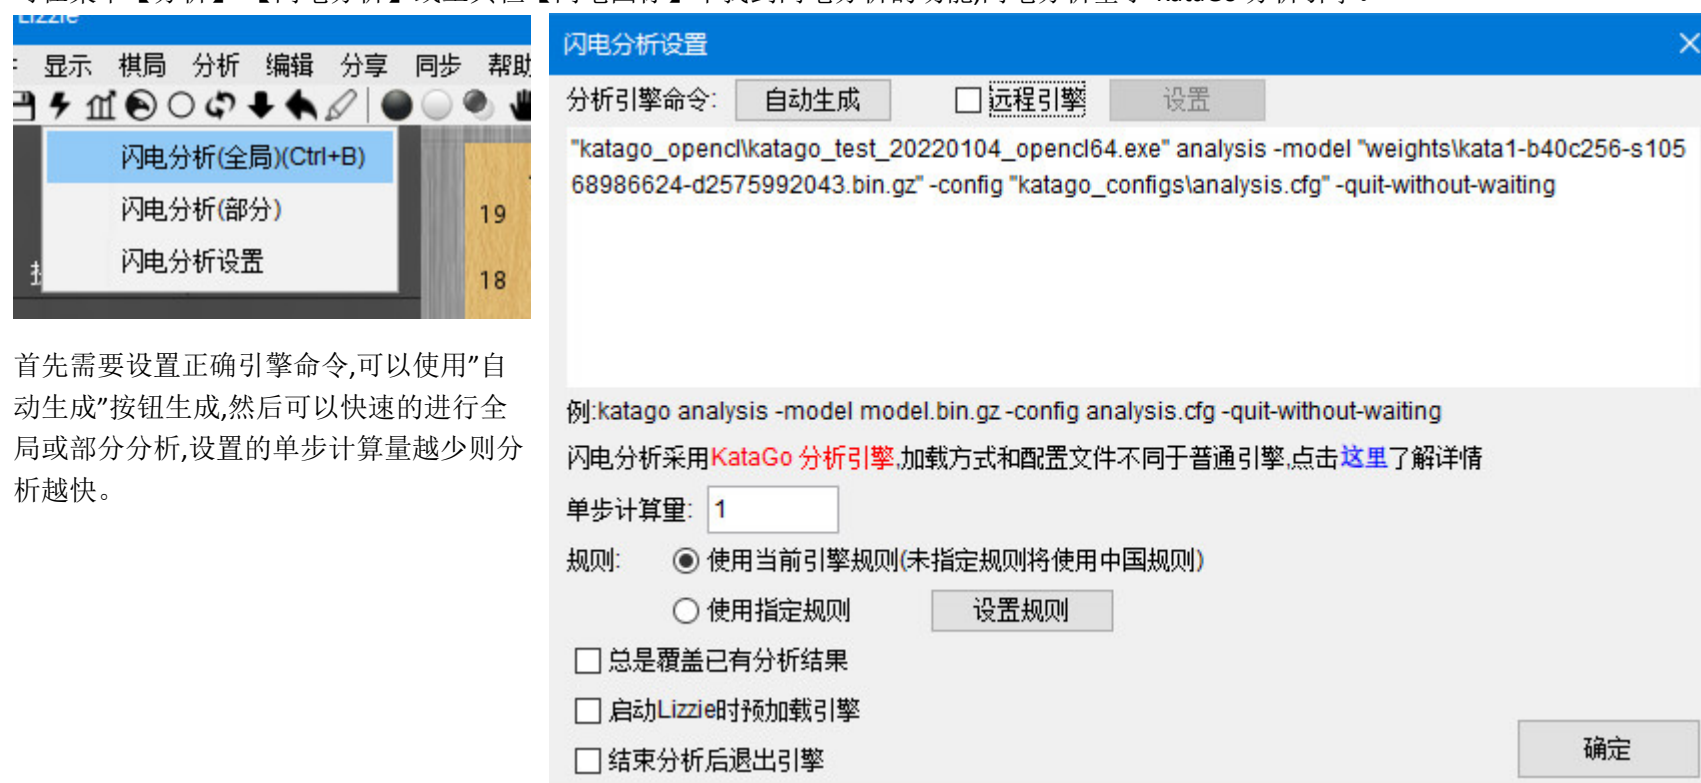 Lizzie
显示 棋局 分析 编辑 分享 同步 帮助
闪电分析(全局)(Ctrl+B)
闪电分析(部分)
闪电分析设置
19
18
首先需要设置正确引擎命令,可以使用”自
动生成”按钮生成,然后可以快速的进行全
局或部分分析,设置的单步计算量越少则分
析越快。
闪电分析设置
分析引擎命令: 自动生成 远程引擎 设置
"katago_opencl\katago_test_20220104_opencl64.exe" analysis -model "weights\kata1-b40c256-s105
68986624-d2575992043.bin.gz" -config "katago_configs\analysis.cfg" -quit-without-waiting
例:katago analysis -model model.bin.gz -config analysis.cfg -quit-without-waiting
闪电分析采用KataGo 分析引擎,加载方式和配置文件不同于普通引擎,点击这里了解详情
单步计算量: 1
规则: 使用当前引擎规则(未指定规则将使用中国规则)
使用指定规则 设置规则
总是覆盖已有分析结果
启动Lizzie时预加载引擎
结束分析后退出引擎
确定